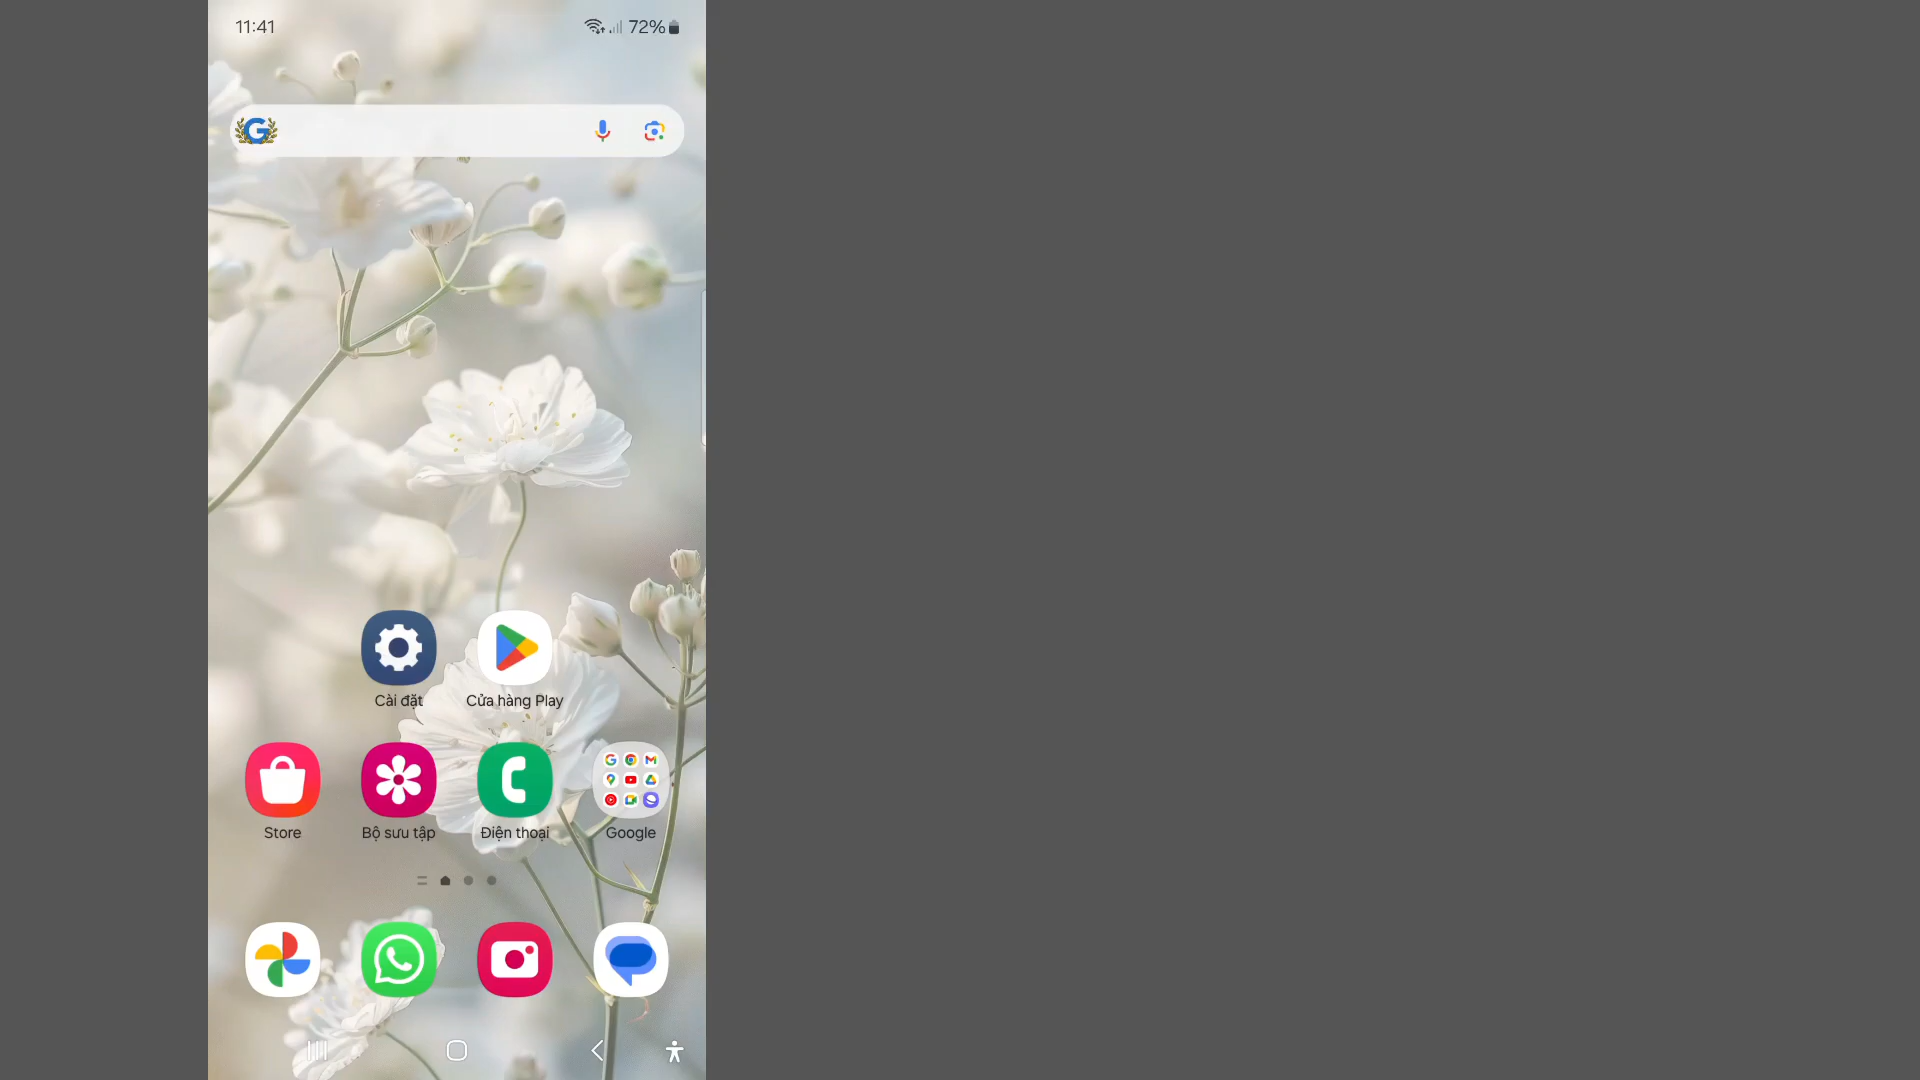 11:41
72%
G
Cài đặt
Cửa hàng Play
Store
Bộ sưu tập
Điện thoại
Google